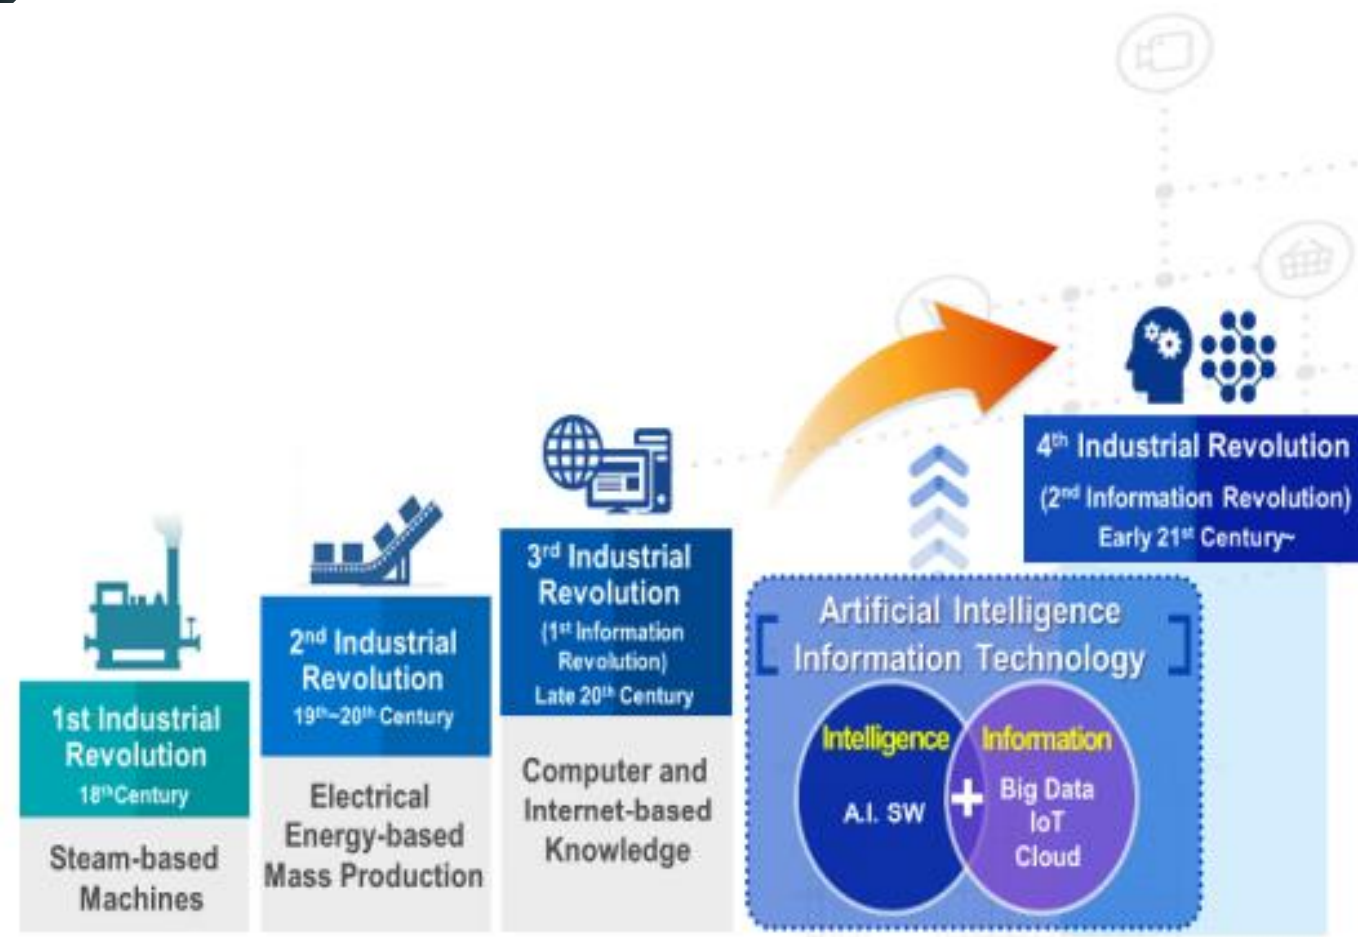 1st Industrial
Revolution
18th Century
Steam-based
Machines
2nd Industrial
Revolution
19th~20th Century
Electrical
Energy-based
Mass Production
3rd Industrial
Revolution
(1st Information
Revolution)
Late 20th Century
Computer and
Internet-based
Knowledge
4th Industrial Revolution
(2nd Information Revolution)
Early 21st Century~
Artificial Intelligence
Information Technology
Intelligence
A.I. SW
+
Information
Big Data
IoT
Cloud